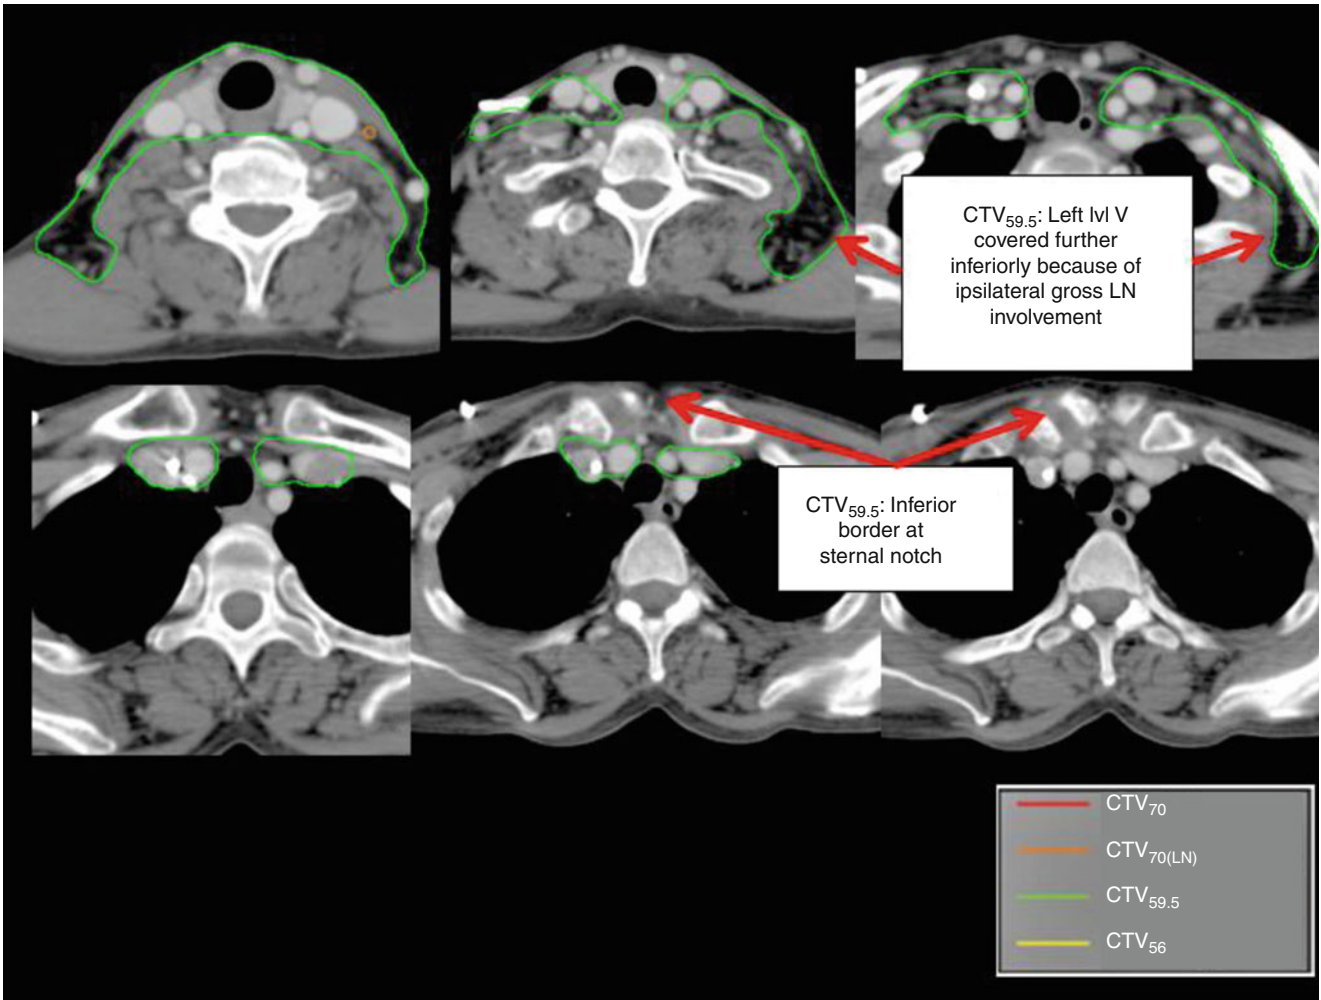 CTV59.5: Left lvl V
covered further
inferiorly because of
ipsilateral gross LN
involvement
CTV59.5: Inferior
border at
sternal notch
CTV70
CTV70(LN)
CTV59.5
CTV56